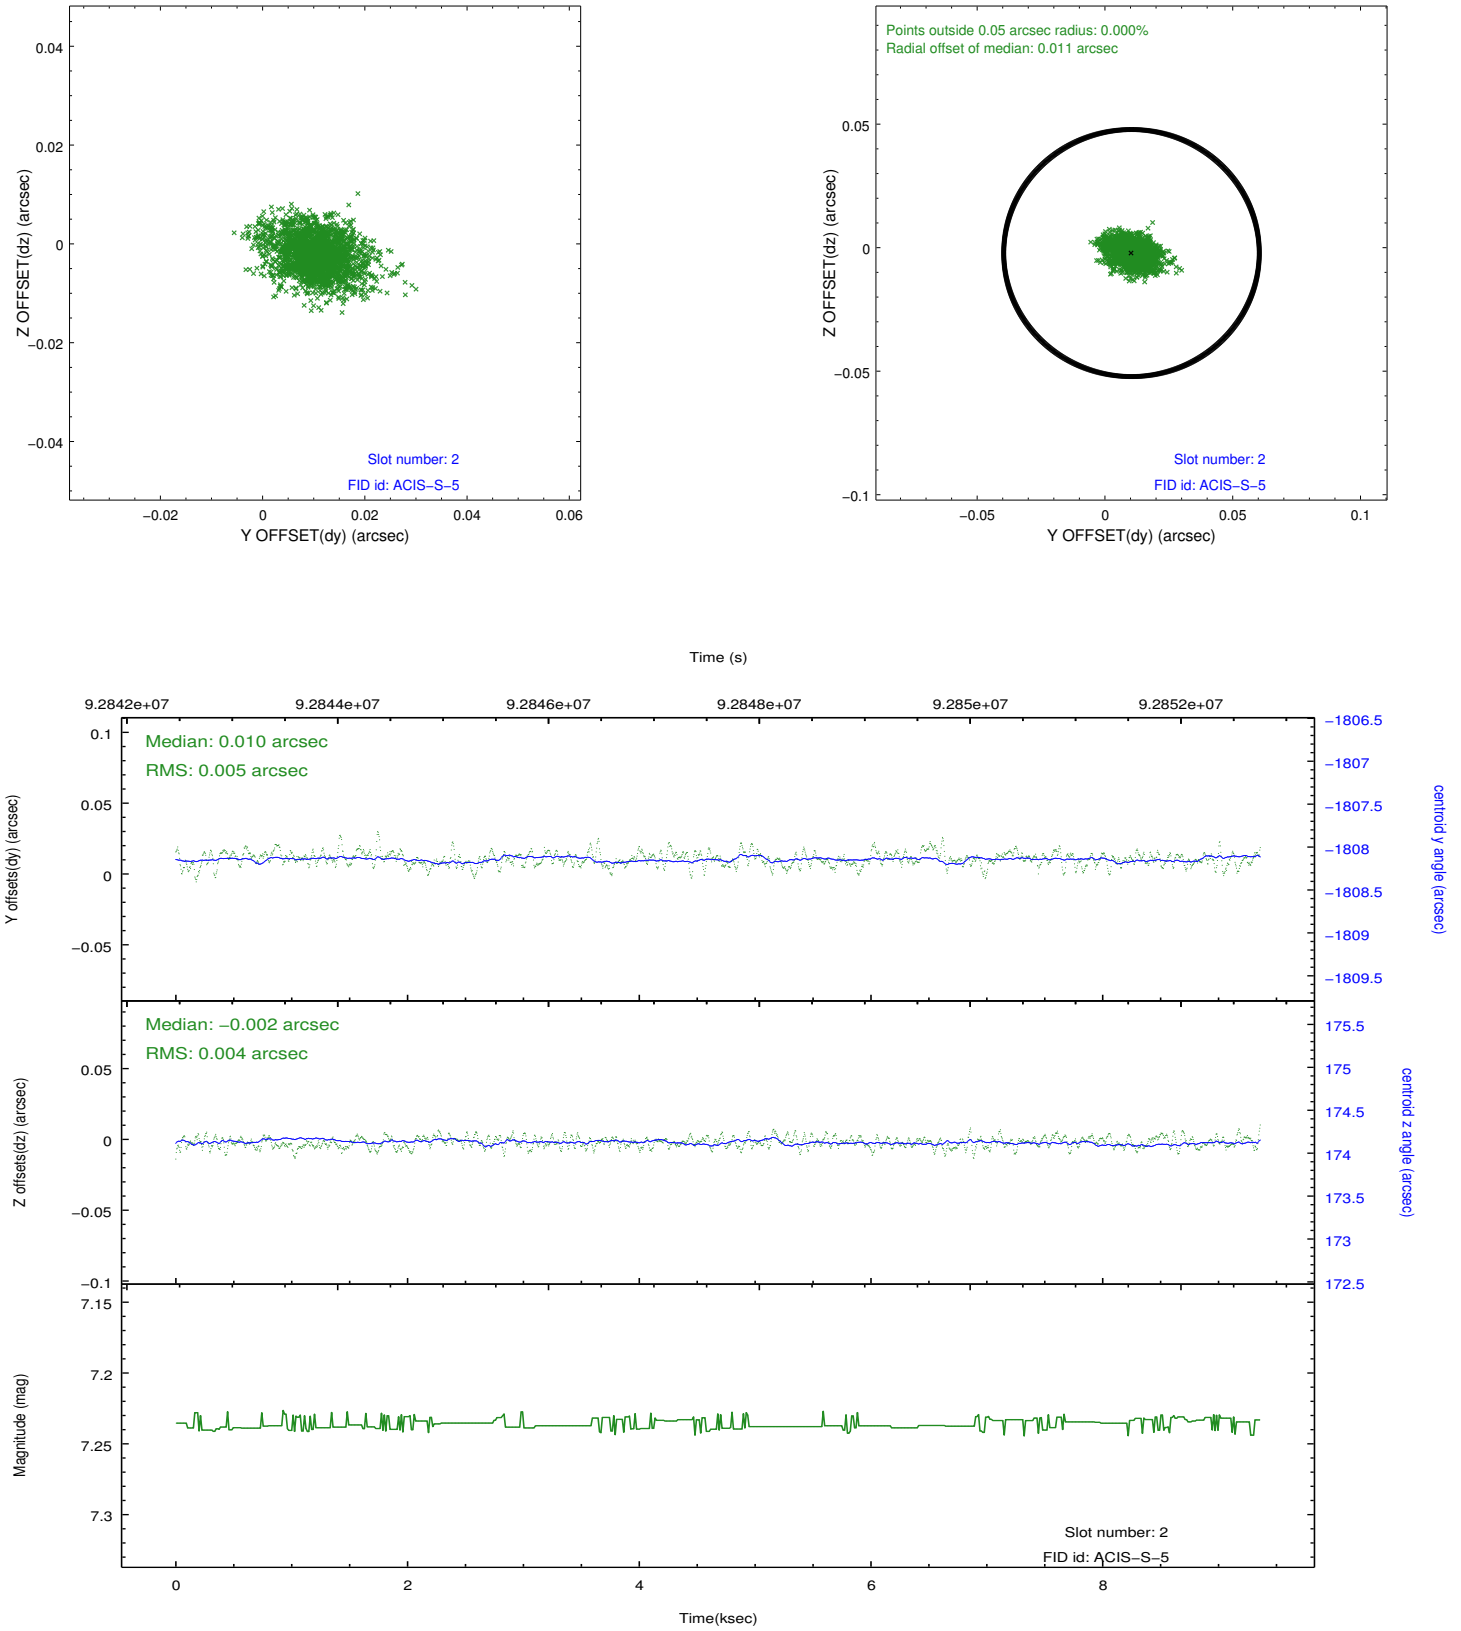 0.04
0.02
0
−0.02
−0.04
Z OFFSET(dz) (arcsec)
Slot number: 2
FID id: ACIS−S−5
−0.02
0
0.02
0.04
0.06
Y OFFSET(dy) (arcsec)
Points outside 0.05 arcsec radius: 0.000%
Radial offset of median: 0.011 arcsec
0.05
0
−0.05
−0.1
Z OFFSET(dz) (arcsec)
Slot number: 2
FID id: ACIS−S−5
−0.05
0
0.05
0.1
Y OFFSET(dy) (arcsec)
Time (s)
9.2842e+07
9.2844e+07
9.2846e+07
9.2848e+07
9.285e+07
9.2852e+07
Median: 0.010 arcsec
RMS: 0.005 arcsec
0.1
0.05
0
−0.05
Y offsets(dy) (arcsec)
−1806.5
−1807
−1807.5
−1808
−1808.5
−1809
−1809.5
centroid y angle (arcsec)
Median: −0.002 arcsec
RMS: 0.004 arcsec
0.05
0
−0.05
−0.1
Z offsets(dz) (arcsec)
175.5
175
174.5
174
173.5
173
172.5
centroid z angle (arcsec)
7.15
7.2
7.25
7.3
Magnitude (mag)
Slot number: 2
FID id: ACIS−S−5
0
2
4
6
8
Time(ksec)